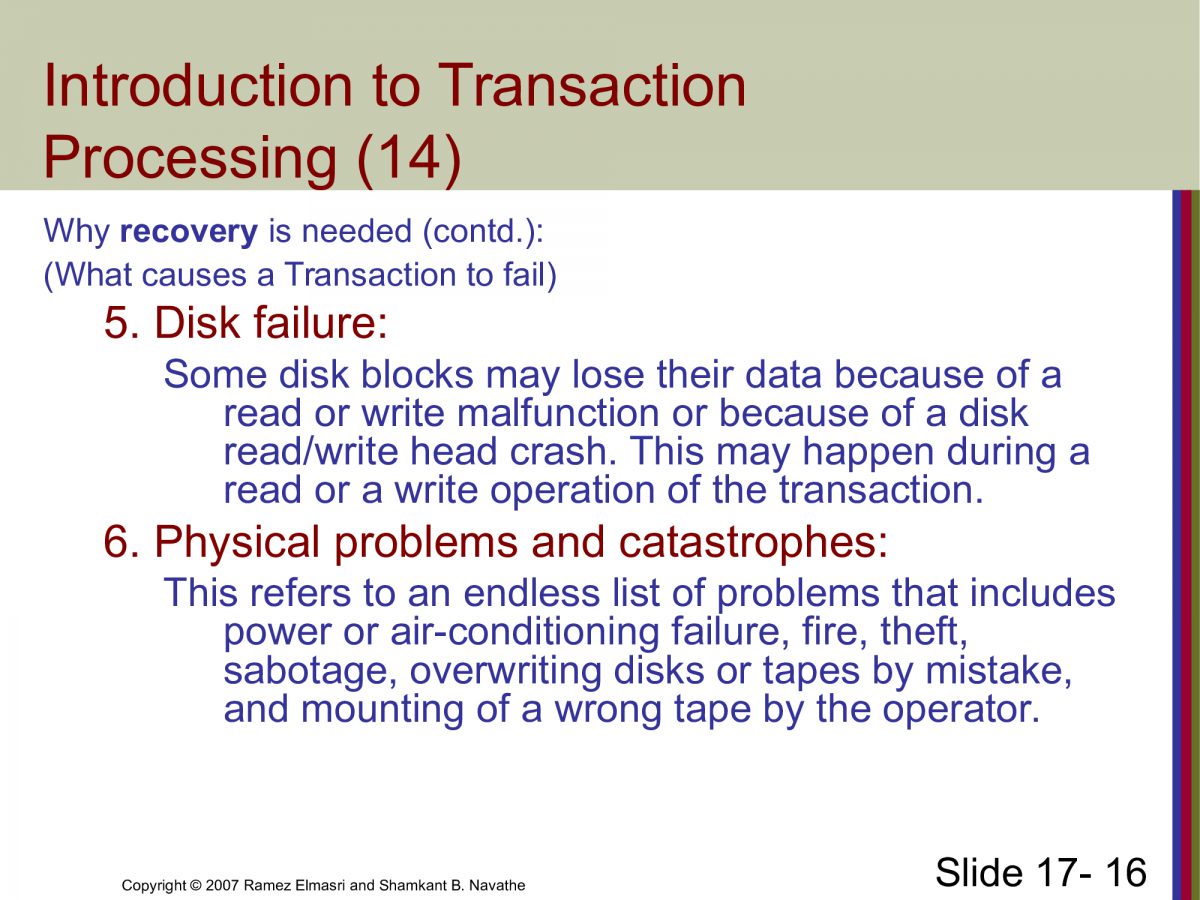 Introduction to Transaction
Processing (14)
Why recovery is needed (contd.):
(What causes a Transaction to fail)
5. Disk failure:
Some disk blocks may lose their data because of a
read or write malfunction or because of a disk
read/write head crash. This may happen during a
read or a write operation of the transaction.
6. Physical problems and catastrophes:
This refers to an endless list of problems that includes
power or air-conditioning failure, fire, theft,
sabotage, overwriting disks or tapes by mistake,
and mounting of a wrong tape by the operator.
Copyright © 2007 Ramez Elmasri and Shamkant B. Navathe
Slide 17- 16